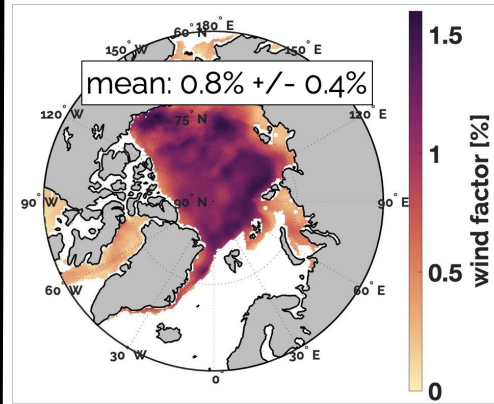 60° 180° E
150° W
150° E
mean: 0.8% +/- 0.4%
120° W
75° N
120° E
90° W
90° N
90° E
60° W
60° E
30° W
30° E
0
1.5
1
0.5
0
wind factor [%]